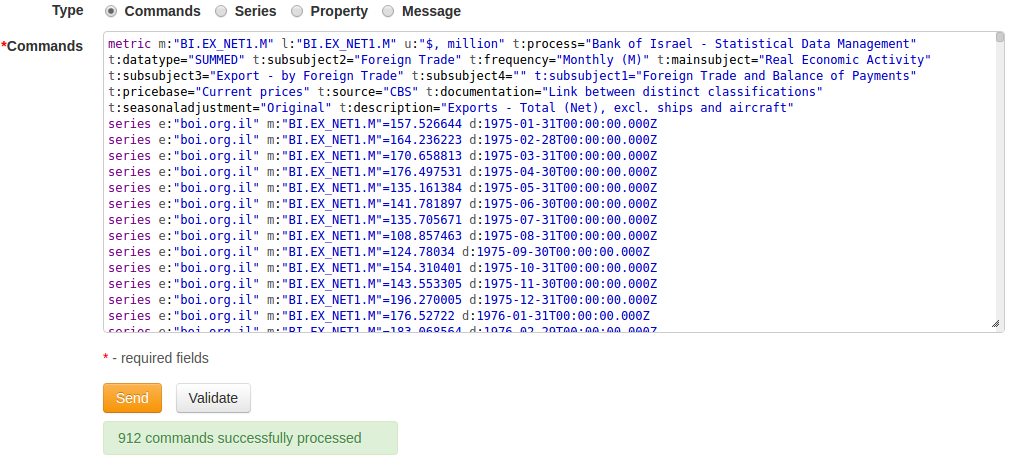 Type Commands Series Property Message
*Commands
metric m:"BI.EX_NET1.M" l:"BI.EX_NET1.M" u:"$, million" t:process="Bank of Israel - Statistical Data Management"
t:datatype="SUMMED" t:subsubject2="Foreign Trade" t:frequency="Monthly (M)" t:mainsubject="Real Economic Activity"
t:subsubject3="Export - by Foreign Trade" t:subsubject4="" t:subsubject1="Foreign Trade and Balance of Payments"
t:pricebase="Current prices" t:source="CBS" t:documentation="Link between distinct classifications"
t:seasonaladjustment="Original" t:description="Exports - Total (Net), excl. ships and aircraft"
series e:"boi.org.il" m:"BI.EX_NET1.M"=157.526644 d:1975-01-31T00:00:00.000Z
series e:"boi.org.il" m:"BI.EX_NET1.M"=164.236223 d:1975-02-28T00:00:00.000Z
series e:"boi.org.il" m:"BI.EX_NET1.M"=170.658813 d:1975-03-31T00:00:00.000Z
series e:"boi.org.il" m:"BI.EX_NET1.M"=176.497531 d:1975-04-30T00:00:00.000Z
series e:"boi.org.il" m:"BI.EX_NET1.M"=135.161384 d:1975-05-31T00:00:00.000Z
series e:"boi.org.il" m:"BI.EX_NET1.M"=141.781897 d:1975-06-30T00:00:00.000Z
series e:"boi.org.il" m:"BI.EX_NET1.M"=135.705671 d:1975-07-31T00:00:00.000Z
series e:"boi.org.il" m:"BI.EX_NET1.M"=108.857463 d:1975-08-31T00:00:00.000Z
series e:"boi.org.il" m:"BI.EX_NET1.M"=124.78034 d:1975-09-30T00:00:00.000Z
series e:"boi.org.il" m:"BI.EX_NET1.M"=154.310401 d:1975-10-31T00:00:00.000Z
series e:"boi.org.il" m:"BI.EX_NET1.M"=143.553305 d:1975-11-30T00:00:00.000Z
series e:"boi.org.il" m:"BI.EX_NET1.M"=196.270005 d:1975-12-31T00:00:00.000Z
series e:"boi.org.il" m:"BI.EX_NET1.M"=176.52722 d:1976-01-31T00:00:00.000Z
series e:"boi.org.il" m:"BI.EX_NET1.M"=183.068564 d:1976-02-29T00:00:00.000Z
* - required fields
Send Validate
912 commands successfully processed